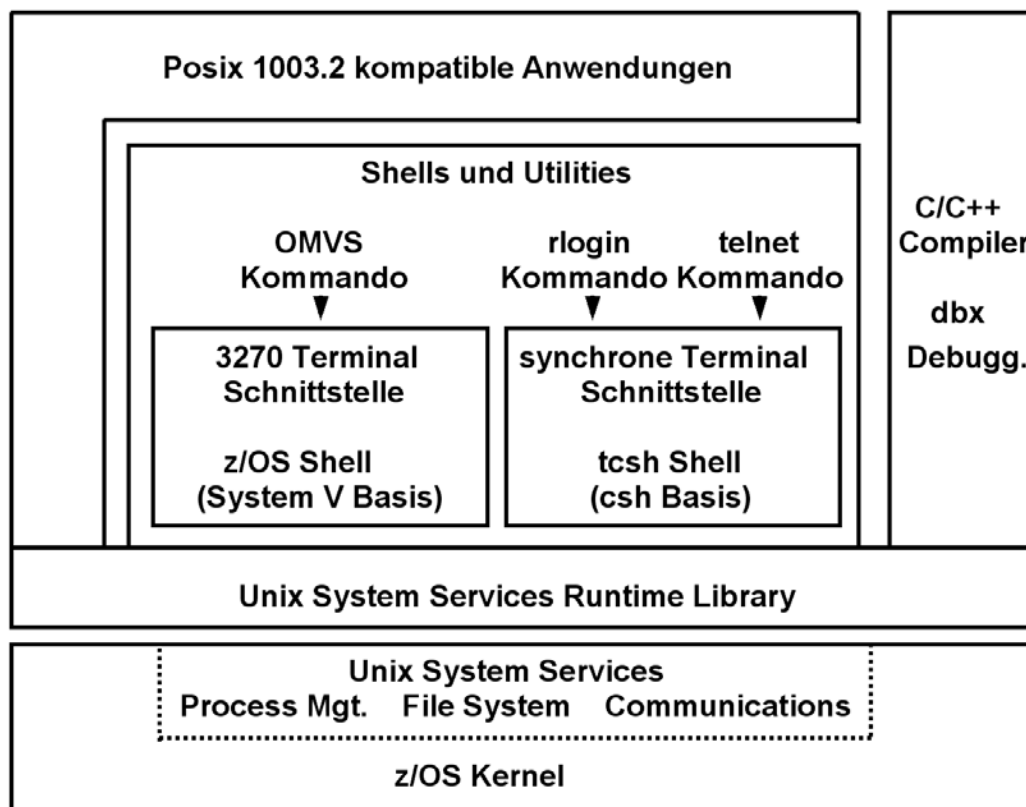 Posix 1003.2 kompatible Anwendungen
Shells und Utilities
OMVS
Kommando
rlogin
Kommando
telnet
Kommando
3270 Terminal
Schnittstelle
z/OS Shell
(System V Basis)
synchrone Terminal
Schnittstelle
tcsh Shell
(csh Basis)
C/C++
Compiler
dbx
Debugg.
Unix System Services Runtime Library
Unix System Services
Process Mgt. File System Communications
z/OS Kernel